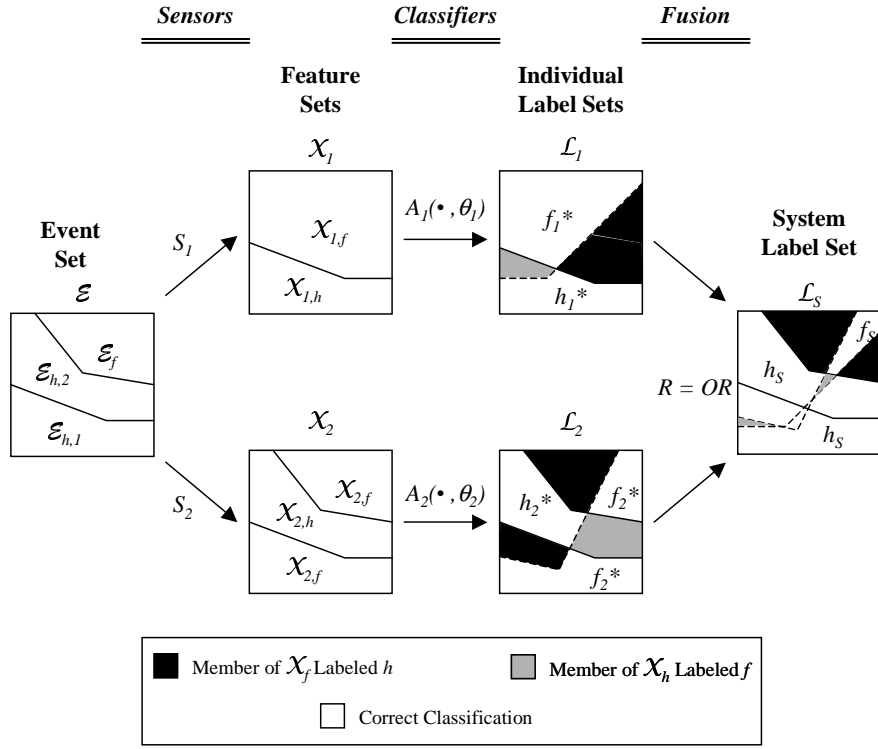 Sensors Classifiers Fusion
Feature
Sets
Individual
Label Sets
𝒳1
ℒ1
A1(• , θ1)
f1*
𝒳1,f
S1
Event
Set
System
Label Set
𝒳1,h
h1*
ℰ
ℒS
ℰf
fS
ℰh,2
hS
R = OR
ℰh,1
hS
𝒳2
ℒ2
S2
A2(• , θ2)
𝒳2,f
h2*
f2*
𝒳2,h
𝒳2,f
f2*
Member of 𝒳f Labeled h
Member of 𝒳h Labeled f
Correct Classification